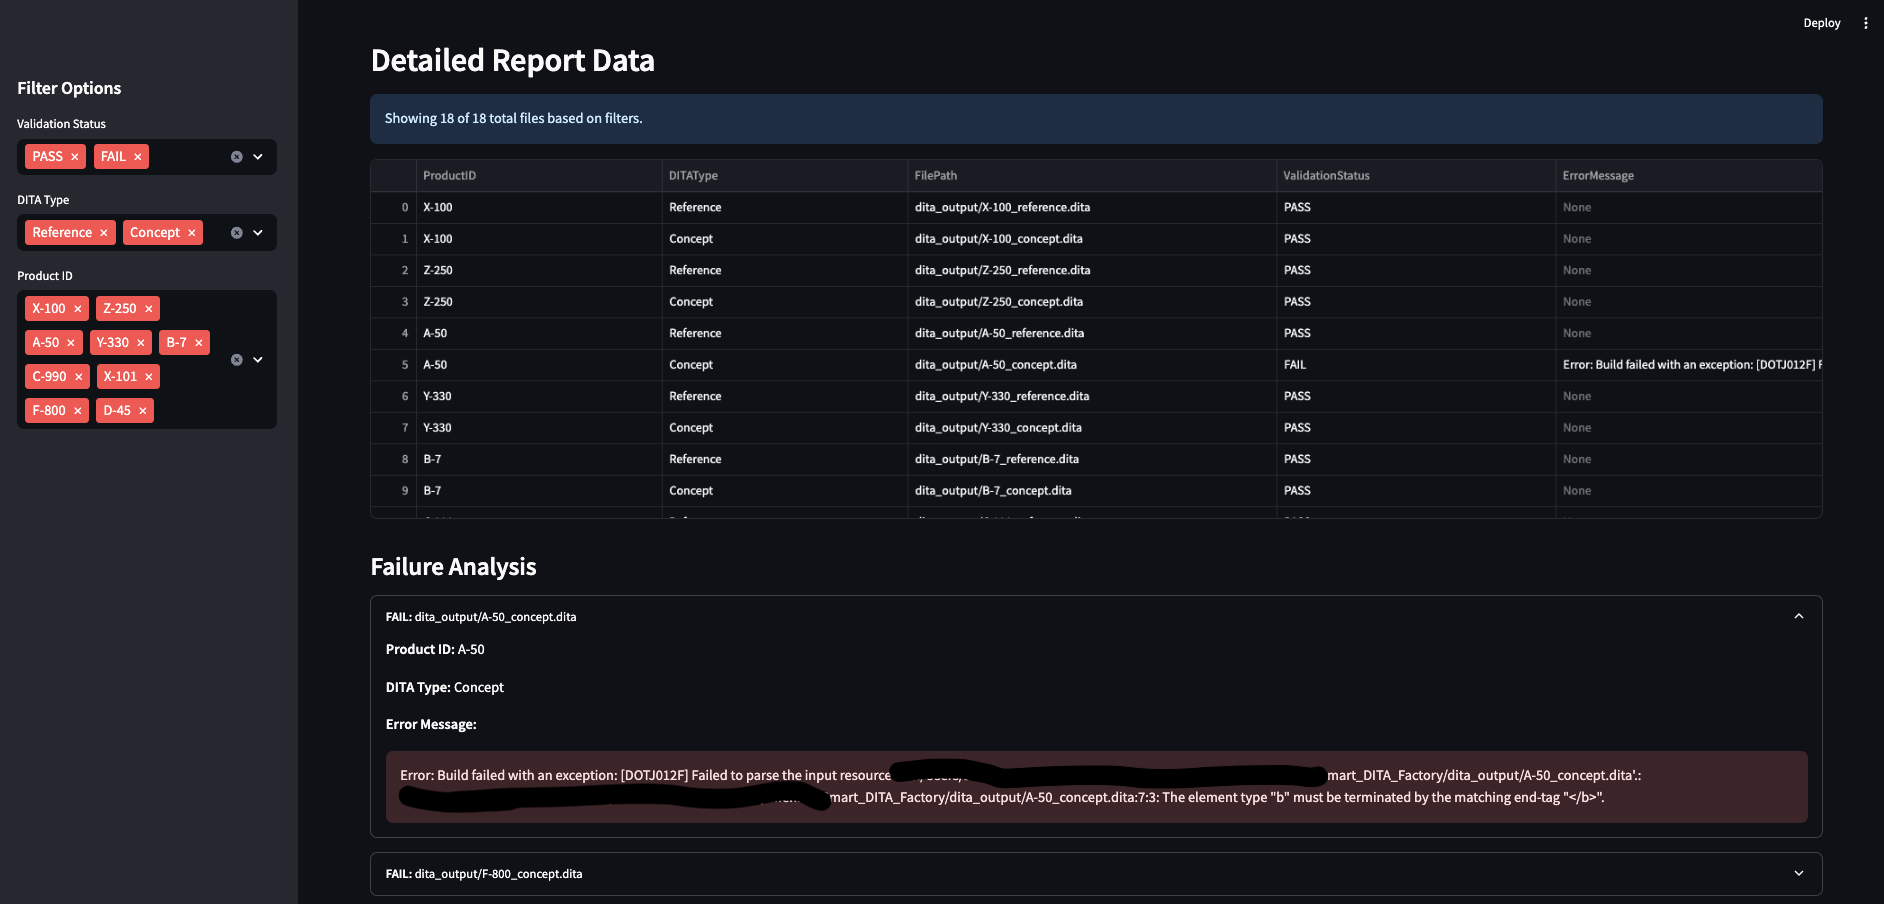 Deploy
Filter Options
Validation Status
PASS
FAIL
DITA Type
Reference
Concept
Product ID
X-100
Z-250
A-50
Y-330
B-7
C-990
X-101
F-800
D-45
Detailed Report Data
Showing 18 of 18 total files based on filters.
ProductID DITAType FilePath ValidationStatus ErrorMessage
0 X-100 Reference dita_output/X-100_reference.dita PASS None
1 X-100 Concept dita_output/X-100_concept.dita PASS None
2 Z-250 Reference dita_output/Z-250_reference.dita PASS None
3 Z-250 Concept dita_output/Z-250_concept.dita PASS None
4 A-50 Reference dita_output/A-50_reference.dita PASS None
5 A-50 Concept dita_output/A-50_concept.dita FAIL Error: Build failed with an exception: [DOTJ012F] F
6 Y-330 Reference dita_output/Y-330_reference.dita PASS None
7 Y-330 Concept dita_output/Y-330_concept.dita PASS None
8 B-7 Reference dita_output/B-7_reference.dita PASS None
9 B-7 Concept dita_output/B-7_concept.dita PASS None
Failure Analysis
FAIL: dita_output/A-50_concept.dita
Product ID: A-50
DITA Type: Concept
Error Message:
Error: Build failed with an exception: [DOTJ012F] Failed to parse the input resource mart_DITA_Factory/dita_output/A-50_concept.dita'.:
mart_DITA_Factory/dita_output/A-50_concept.dita:7:3: The element type "b" must be terminated by the matching end-tag "</b>".
FAIL: dita_output/F-800_concept.dita